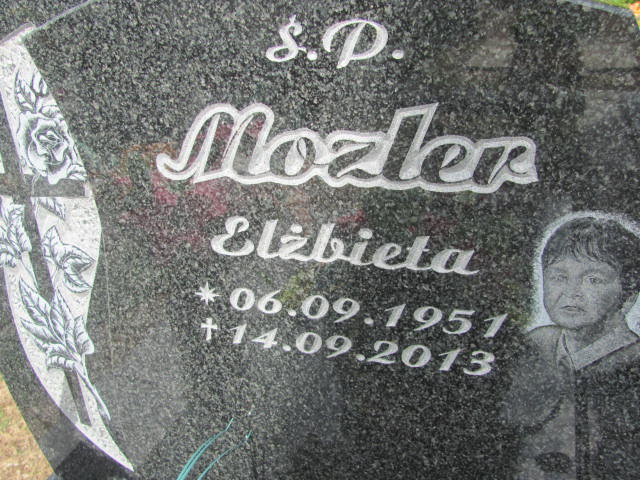 Ś.P.
Mozler
Elżbieta
* 06.09.1951
† 14.09.2013